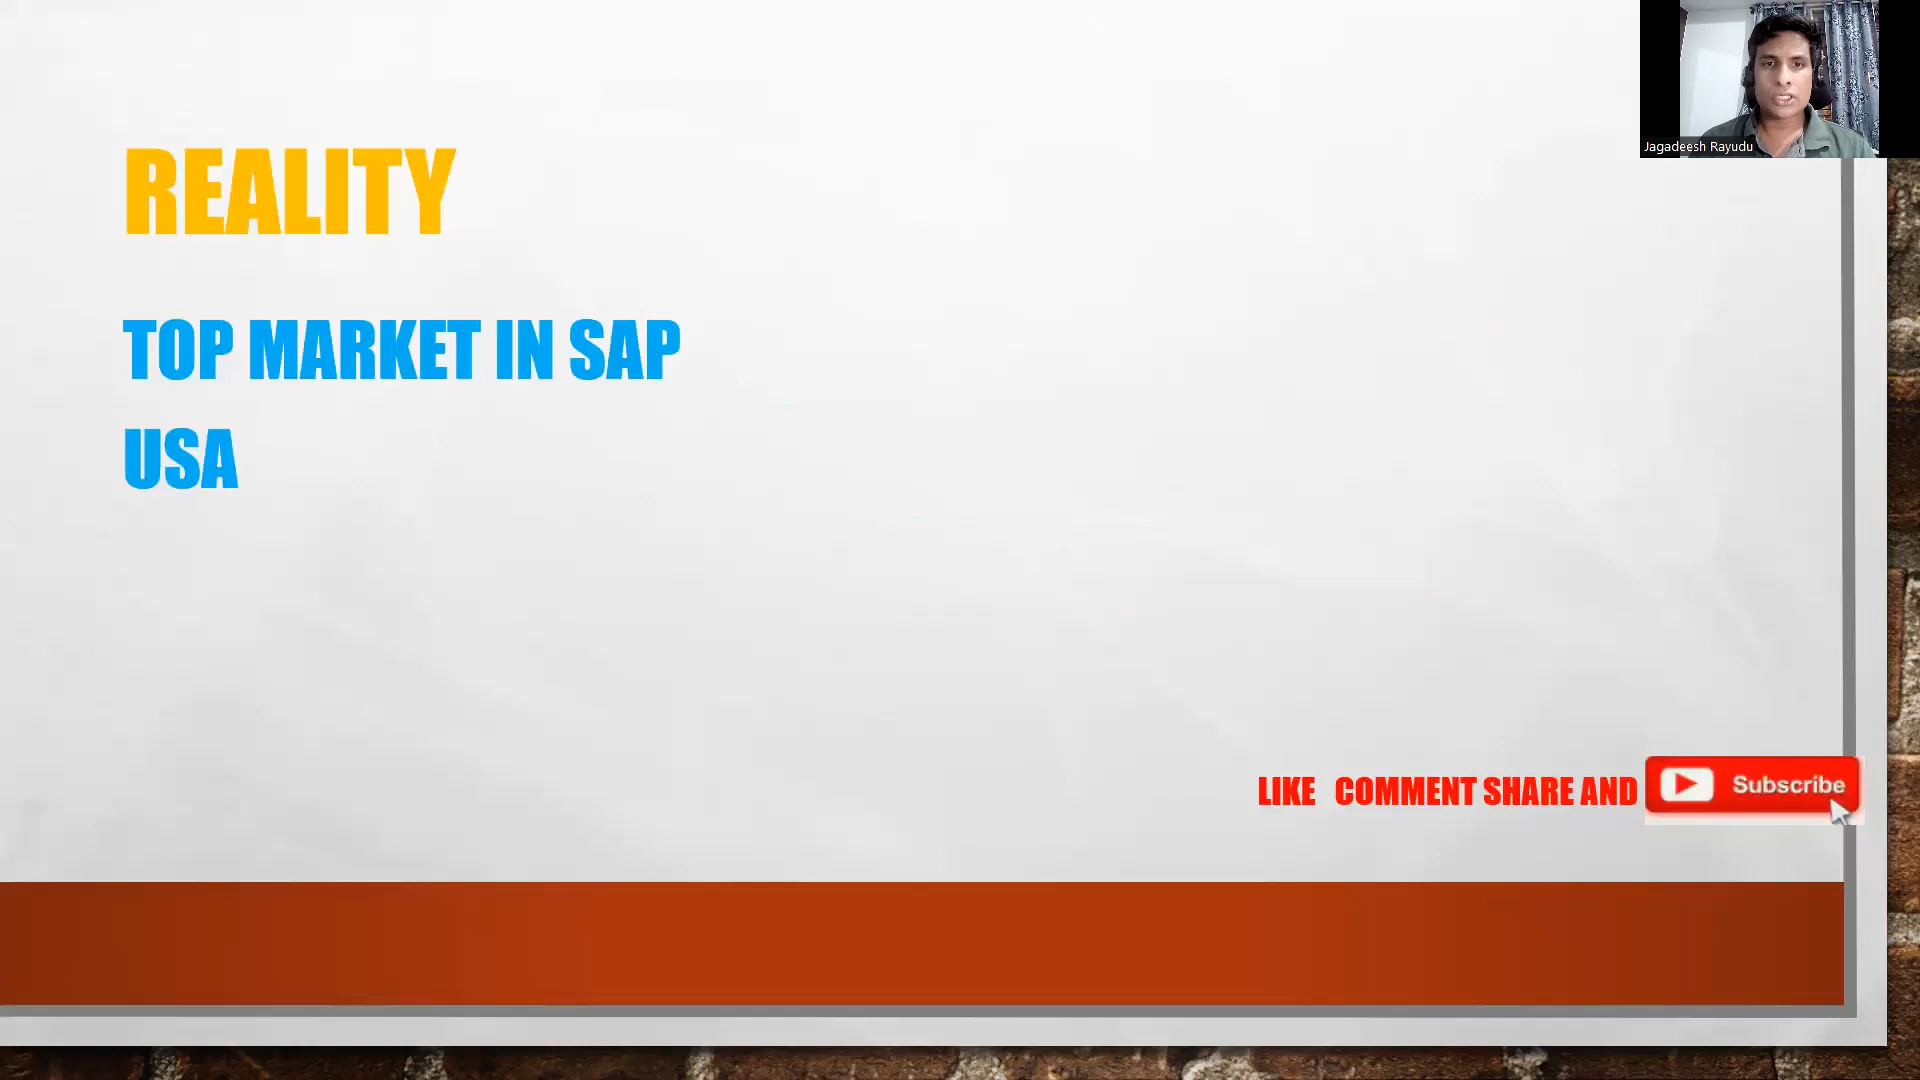 Jagadeesh Rayudu
REALITY
TOP MARKET IN SAP
USA
LIKE COMMENT SHARE AND Subscribe